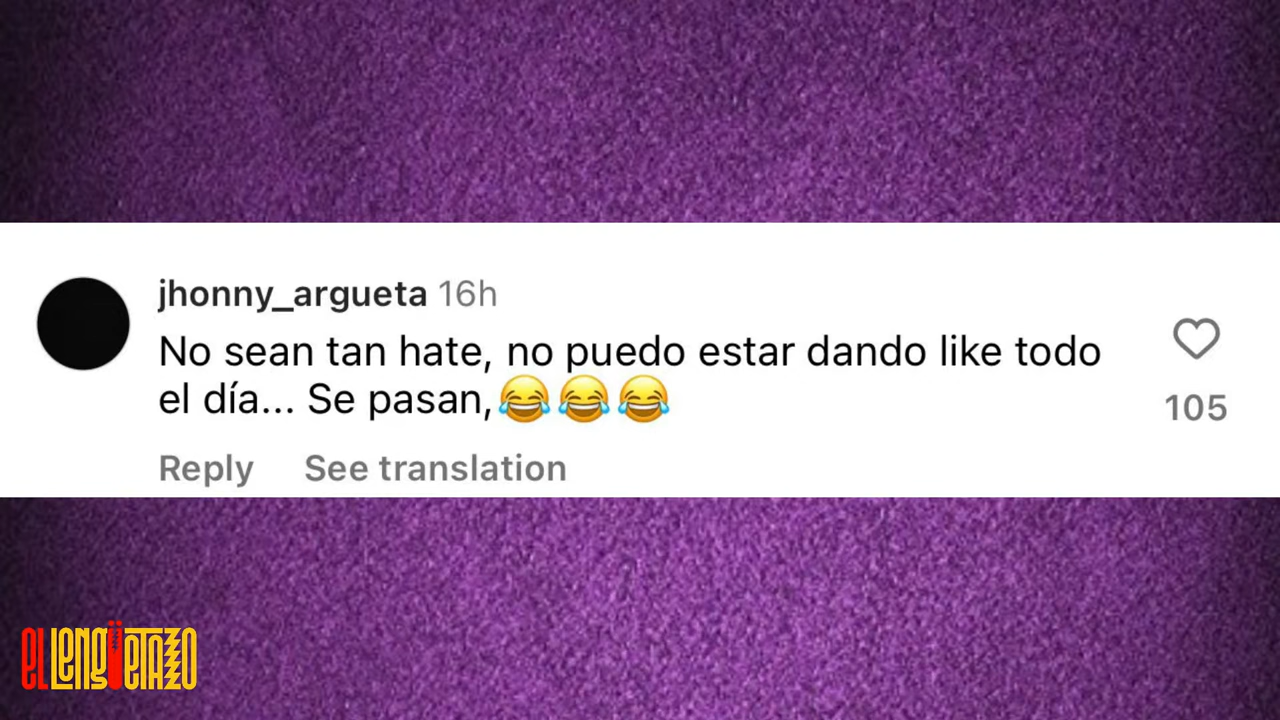 jhonny_argueta 16h
No sean tan hate, no puedo estar dando like todo
el día... Se pasan,😂😂😂
105
Reply See translation
EL LENGÜETAZO